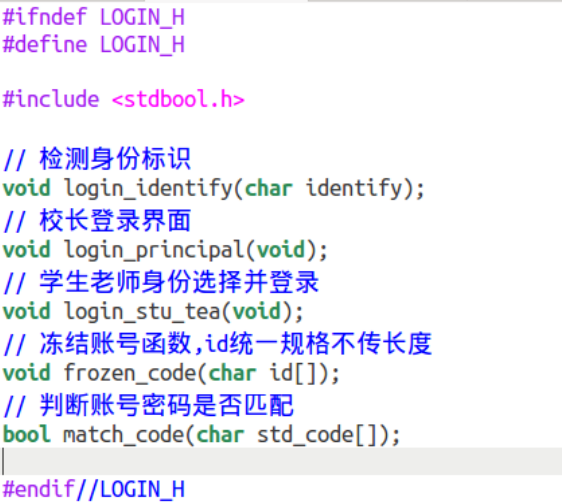 #ifndef LOGIN_H
#define LOGIN_H
#include <stdbool.h>
// 检测身份标识
void login_identify(char identify);
// 校长登录界面
void login_principal(void);
// 学生老师身份选择并登录
void login_stu_tea(void);
// 冻结账号函数,id统一规格不传长度
void frozen_code(char id[]);
// 判断账号密码是否匹配
bool match_code(char std_code[]);
#endif//LOGIN_H